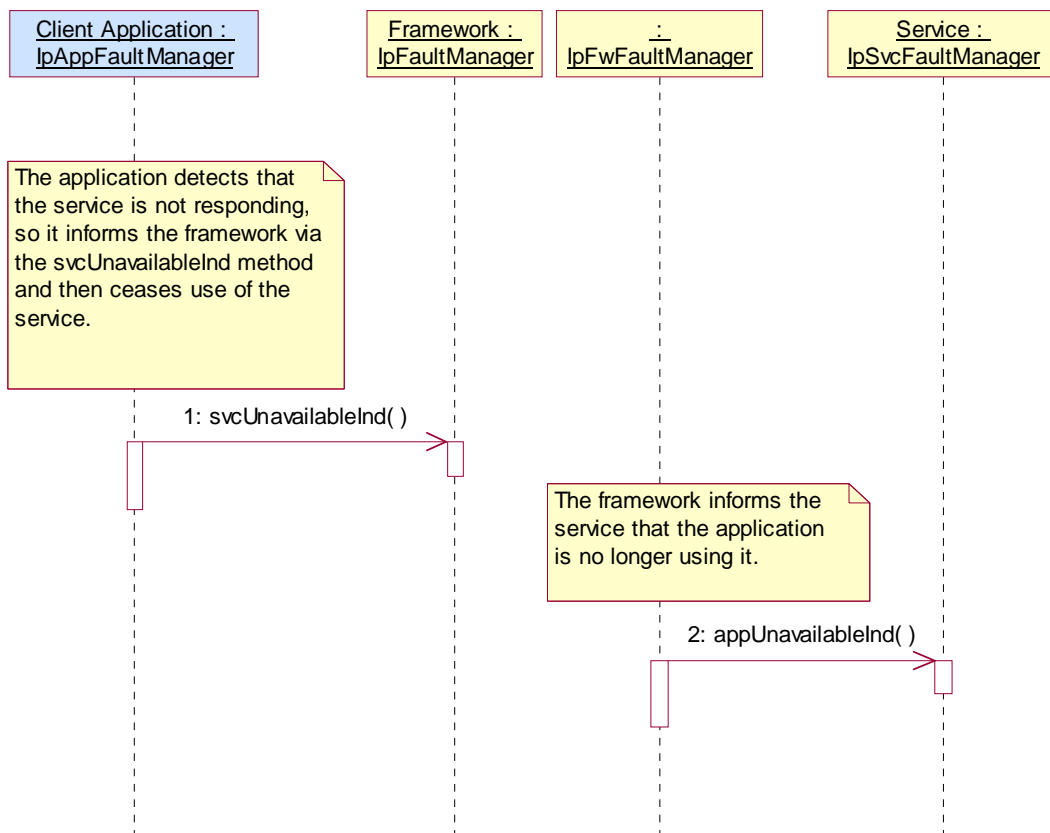 Client Application :
IpAppFaultManager
Framework :
IpFaultManager
:
IpFwFaultManager
Service :
IpSvcFaultManager
The application detects that
the service is not responding,
so it informs the framework via
the svcUnavailableInd method
and then ceases use of the
service.
1: svcUnavailableInd( )
The framework informs the
service that the application
is no longer using it.
2: appUnavailableInd( )